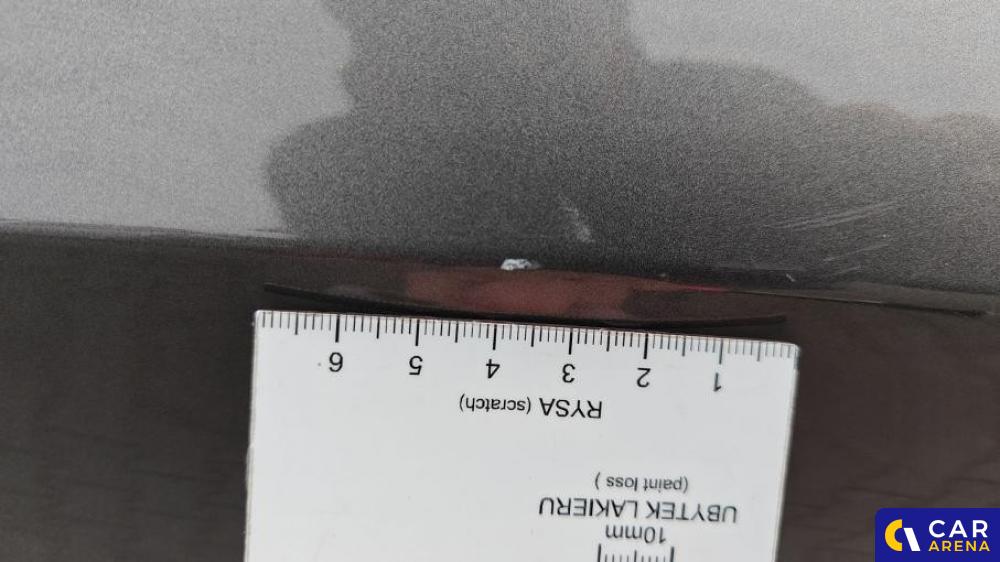 1 2 3 4 5 6
RYSA (scratch)
(paint loss)
UBYTEK LAKIERU
10mm
CAR
ARENA